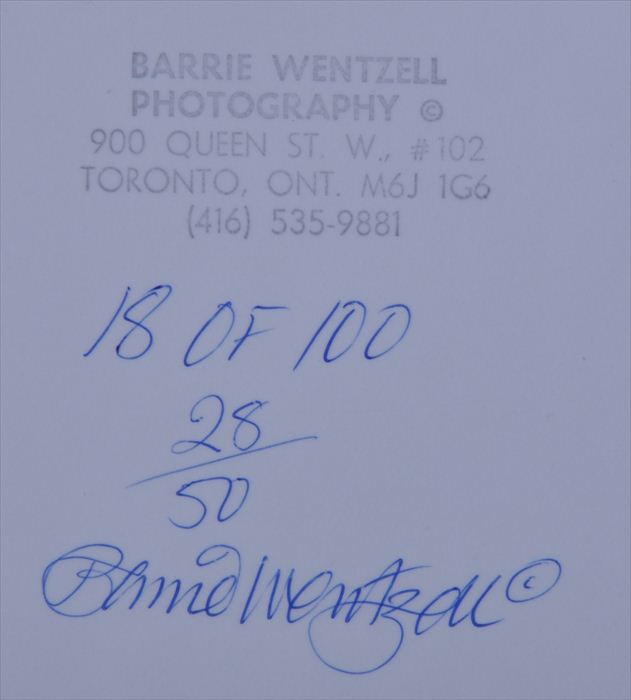 BARRIE WENTZELL
PHOTOGRAPHY ©
900 QUEEN ST. W., #102
TORONTO, ONT. M6J 1G6
(416) 535-9881
18 OF 100
28
50
Barrie Wentzell ©